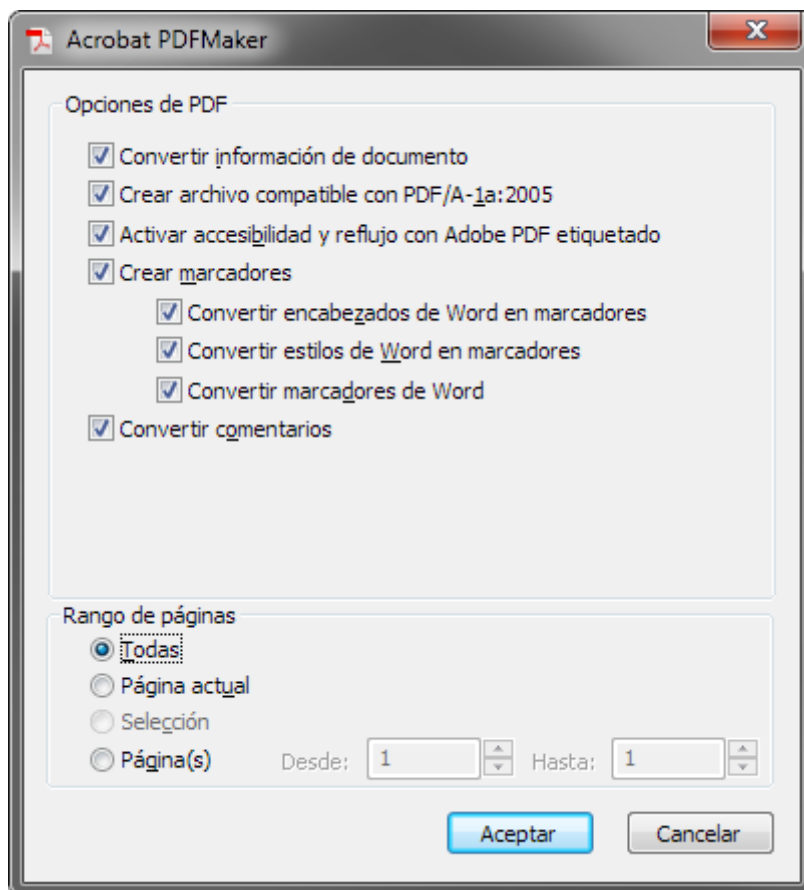 Acrobat PDFMaker
Opciones de PDF
Convertir información de documento
Crear archivo compatible con PDF/A-1a:2005
Activar accesibilidad y reflujo con Adobe PDF etiquetado
Crear marcadores
Convertir encabezados de Word en marcadores
Convertir estilos de Word en marcadores
Convertir marcadores de Word
Convertir comentarios
Rango de páginas
Todas
Página actual
Selección
Página(s) Desde: 1 Hasta: 1
Aceptar Cancelar